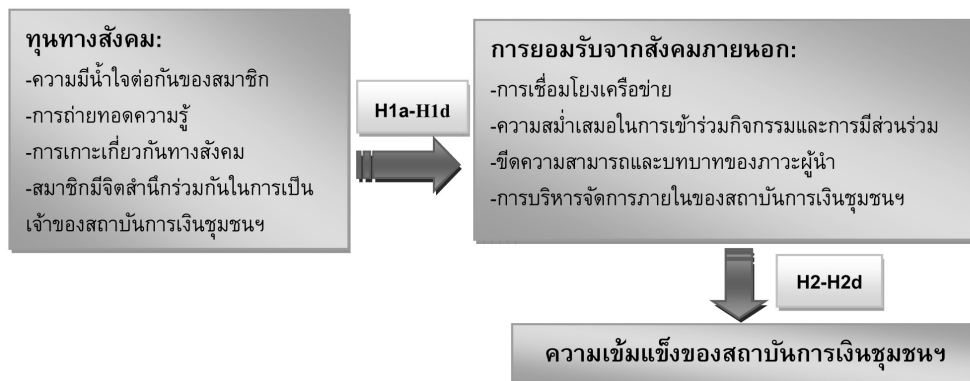 ทุนทางสังคม:
-ความมีน้ำใจต่อกันของสมาชิก
-การถ่ายทอดความรู้
-การเกาะเกี่ยวกันทางสังคม
-สมาชิกมีจิตสำนึกร่วมกันในการเป็น
เจ้าของสถาบันการเงินชุมชนฯ
H1a-H1d
การยอมรับจากสังคมภายนอก:
-การเชื่อมโยงเครือข่าย
-ความสม่ำเสมอในการเข้าร่วมกิจกรรมและการมีส่วนร่วม
-ขีดความสามารถและบทบาทของภาวะผู้นำ
-การบริหารจัดการภายในของสถาบันการเงินชุมชนฯ
H2-H2d
ความเข้มแข็งของสถาบันการเงินชุมชนฯ